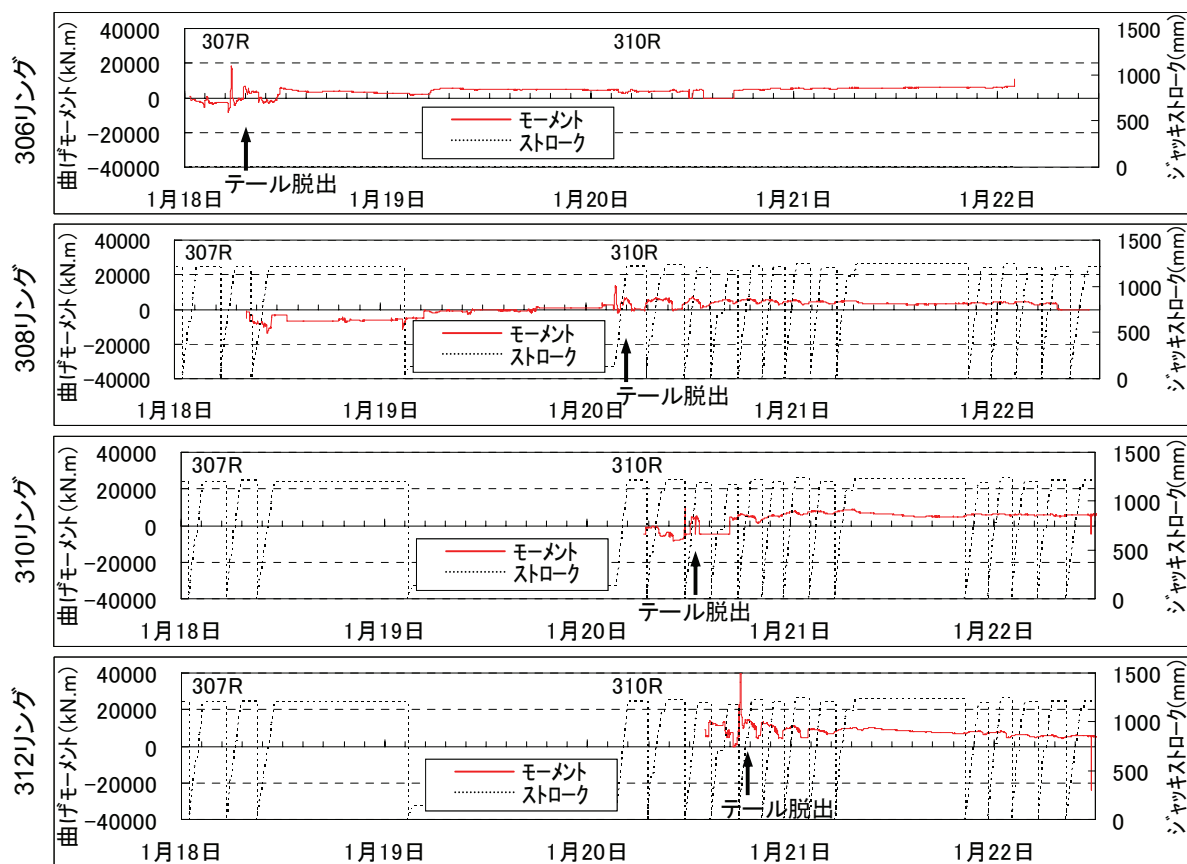 306リング
曲げモーメント(kN.m)
40000
20000
0
-20000
-40000
307R
310R
モーメント
ストローク
テール脱出
1500
1000
500
0
ジャッキストローク(mm)
1月18日 1月19日 1月20日 1月21日 1月22日
308リング
曲げモーメント(kN.m)
40000
20000
0
-20000
-40000
307R
310R
モーメント
ストローク
テール脱出
1500
1000
500
0
ジャッキストローク(mm)
1月18日 1月19日 1月20日 1月21日 1月22日
310リング
曲げモーメント(kN.m)
40000
20000
0
-20000
-40000
307R
310R
モーメント
ストローク
テール脱出
1500
1000
500
0
ジャッキストローク(mm)
1月18日 1月19日 1月20日 1月21日 1月22日
312リング
曲げモーメント(kN.m)
40000
20000
0
-20000
-40000
307R
310R
モーメント
ストローク
テール脱出
1500
1000
500
0
ジャッキストローク(mm)
1月18日 1月19日 1月20日 1月21日 1月22日